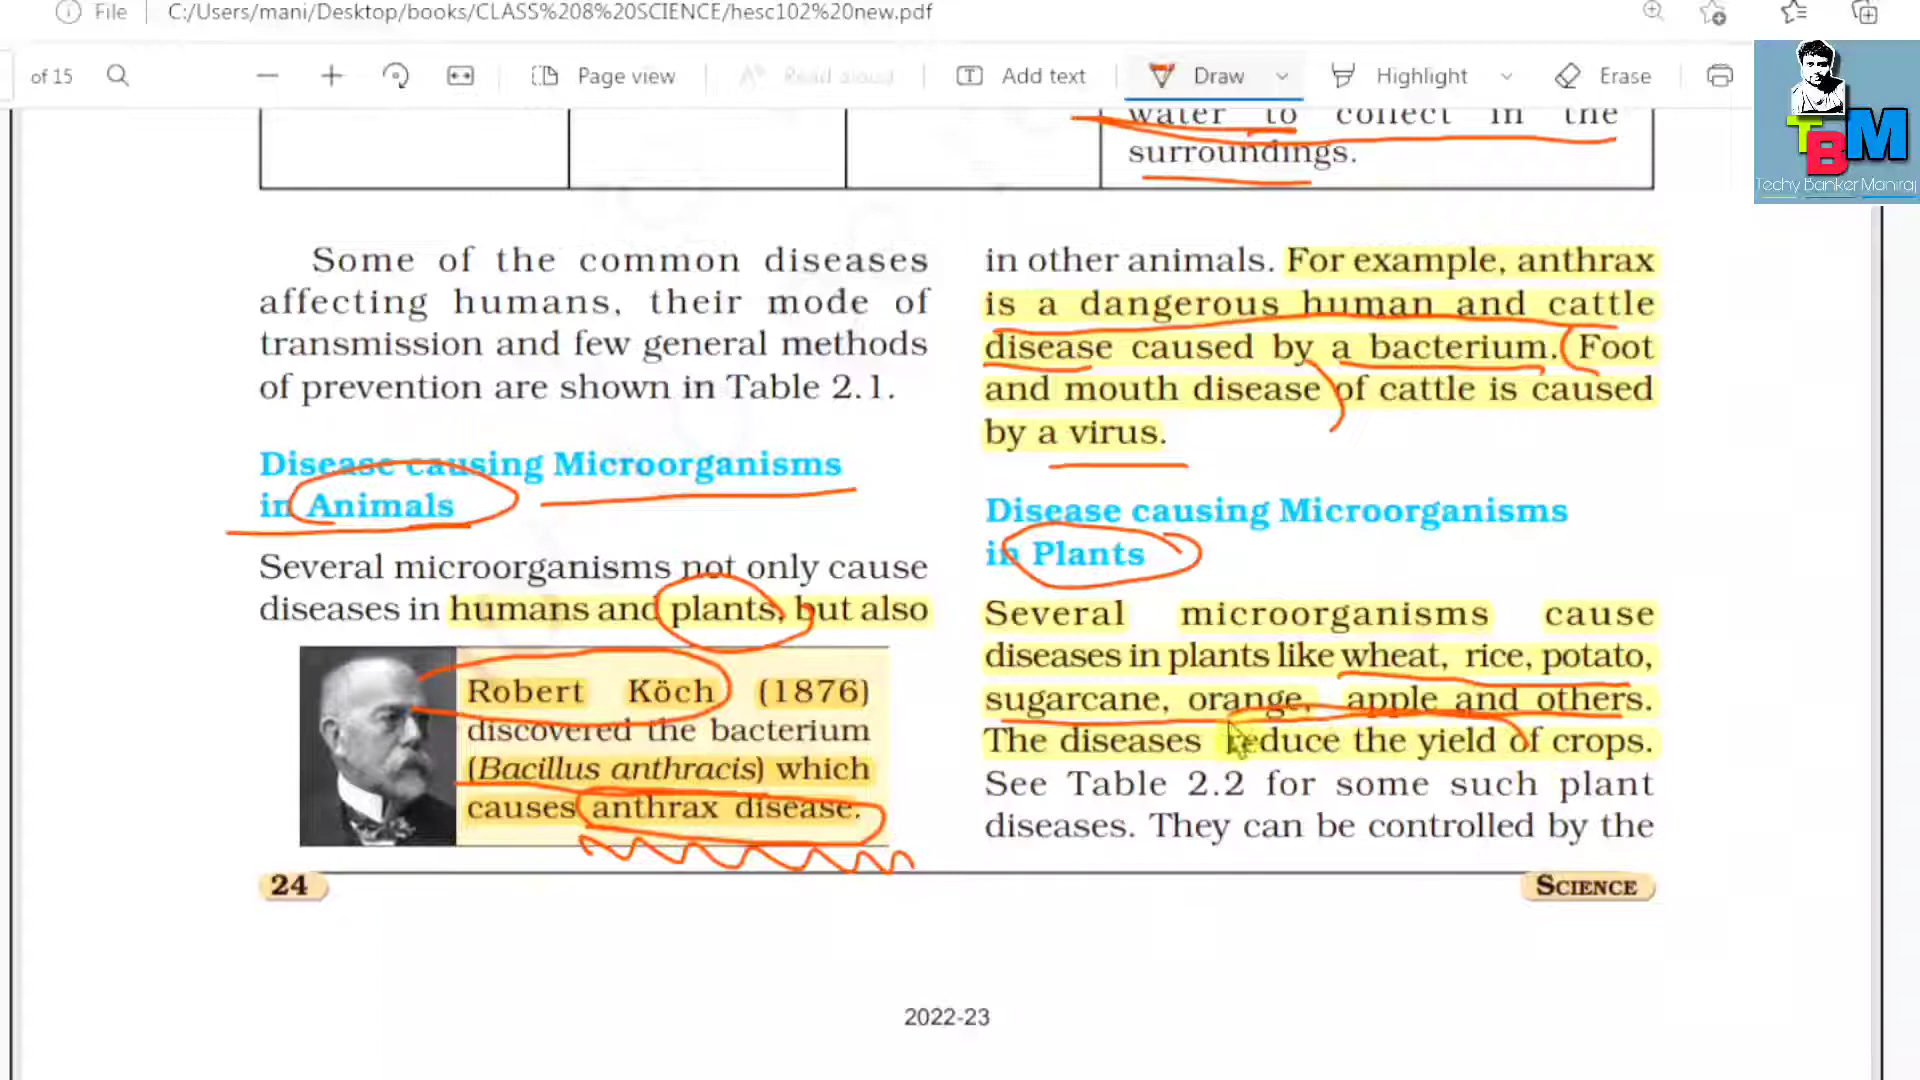 File
C:/Users/mani/Desktop/books/CLASS%208%20SCIENCE/hesc102%20new.pdf
of 15
Page view
Read aloud
Add text
Draw
Highlight
Erase
TBM
Techy Banker Maniraj
water to collect in the
surroundings.
Some of the common diseases
affecting humans, their mode of
transmission and few general methods
of prevention are shown in Table 2.1.
Disease causing Microorganisms
in Animals
Several microorganisms not only cause
diseases in humans and plants, but also
Robert Köch (1876)
discovered the bacterium
(Bacillus anthracis) which
causes anthrax disease.
in other animals. For example, anthrax
is a dangerous human and cattle
disease caused by a bacterium. Foot
and mouth disease of cattle is caused
by a virus.
Disease causing Microorganisms
in Plants
Several microorganisms cause
diseases in plants like wheat, rice, potato,
sugarcane, orange, apple and others.
The diseases reduce the yield of crops.
See Table 2.2 for some such plant
diseases. They can be controlled by the
24
SCIENCE
2022-23